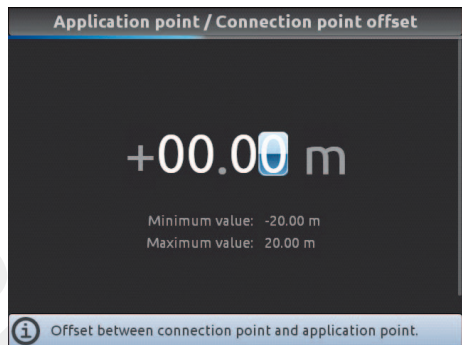 Application point / Connection point offset
+00.00 m
Minimum value: -20.00 m
Maximum value: 20.00 m
Offset between connection point and application point.